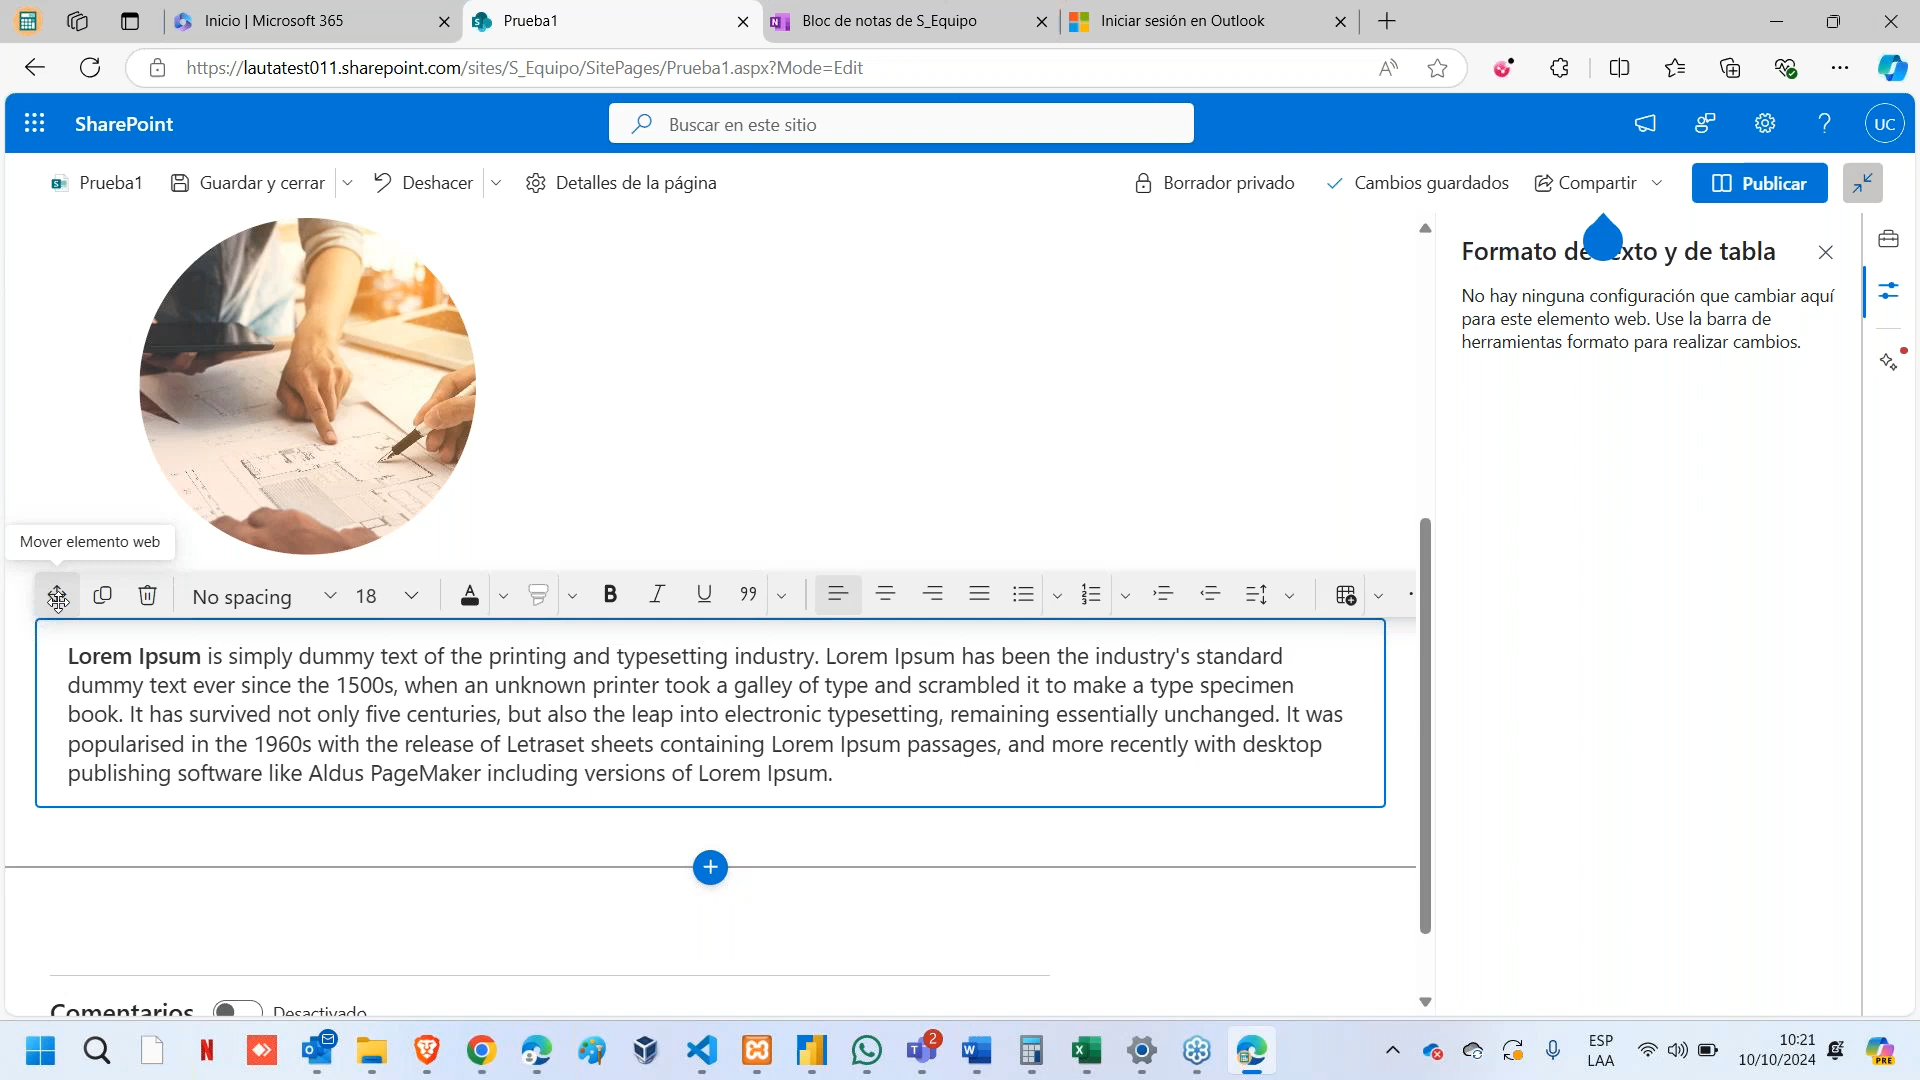 Inicio | Microsoft 365
Prueba1
Bloc de notas de S_Equipo
Iniciar sesión en Outlook
https://lautatest011.sharepoint.com/sites/S_Equipo/SitePages/Prueba1.aspx?Mode=Edit
SharePoint
Buscar en este sitio
UC
Prueba1
Guardar y cerrar
Deshacer
Detalles de la página
Borrador privado
Cambios guardados
Compartir
Publicar
Formato de texto y de tabla
No hay ninguna configuración que cambiar aquí
para este elemento web. Use la barra de
herramientas formato para realizar cambios.
Mover elemento web
No spacing
18
Lorem Ipsum is simply dummy text of the printing and typesetting industry. Lorem Ipsum has been the industry's standard
dummy text ever since the 1500s, when an unknown printer took a galley of type and scrambled it to make a type specimen
book. It has survived not only five centuries, but also the leap into electronic typesetting, remaining essentially unchanged. It was
popularised in the 1960s with the release of Letraset sheets containing Lorem Ipsum passages, and more recently with desktop
publishing software like Aldus PageMaker including versions of Lorem Ipsum.
Comentarios
Desactivado
2
ESP
LAA
10:21
10/10/2024
PRE